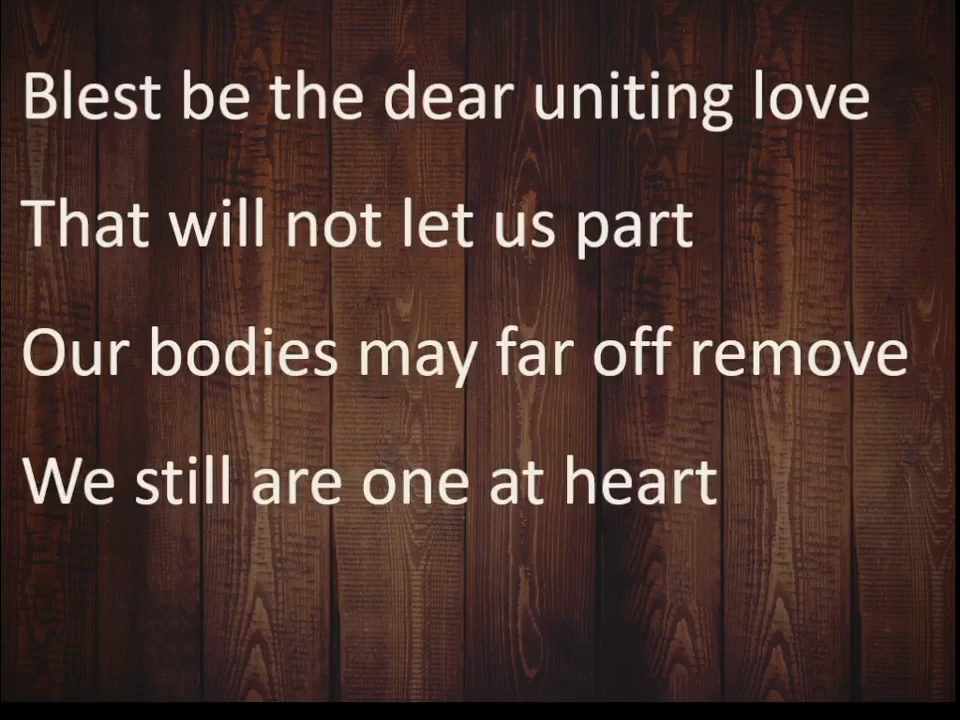 Blest be the dear uniting love
That will not let us part
Our bodies may far off remove
We still are one at heart